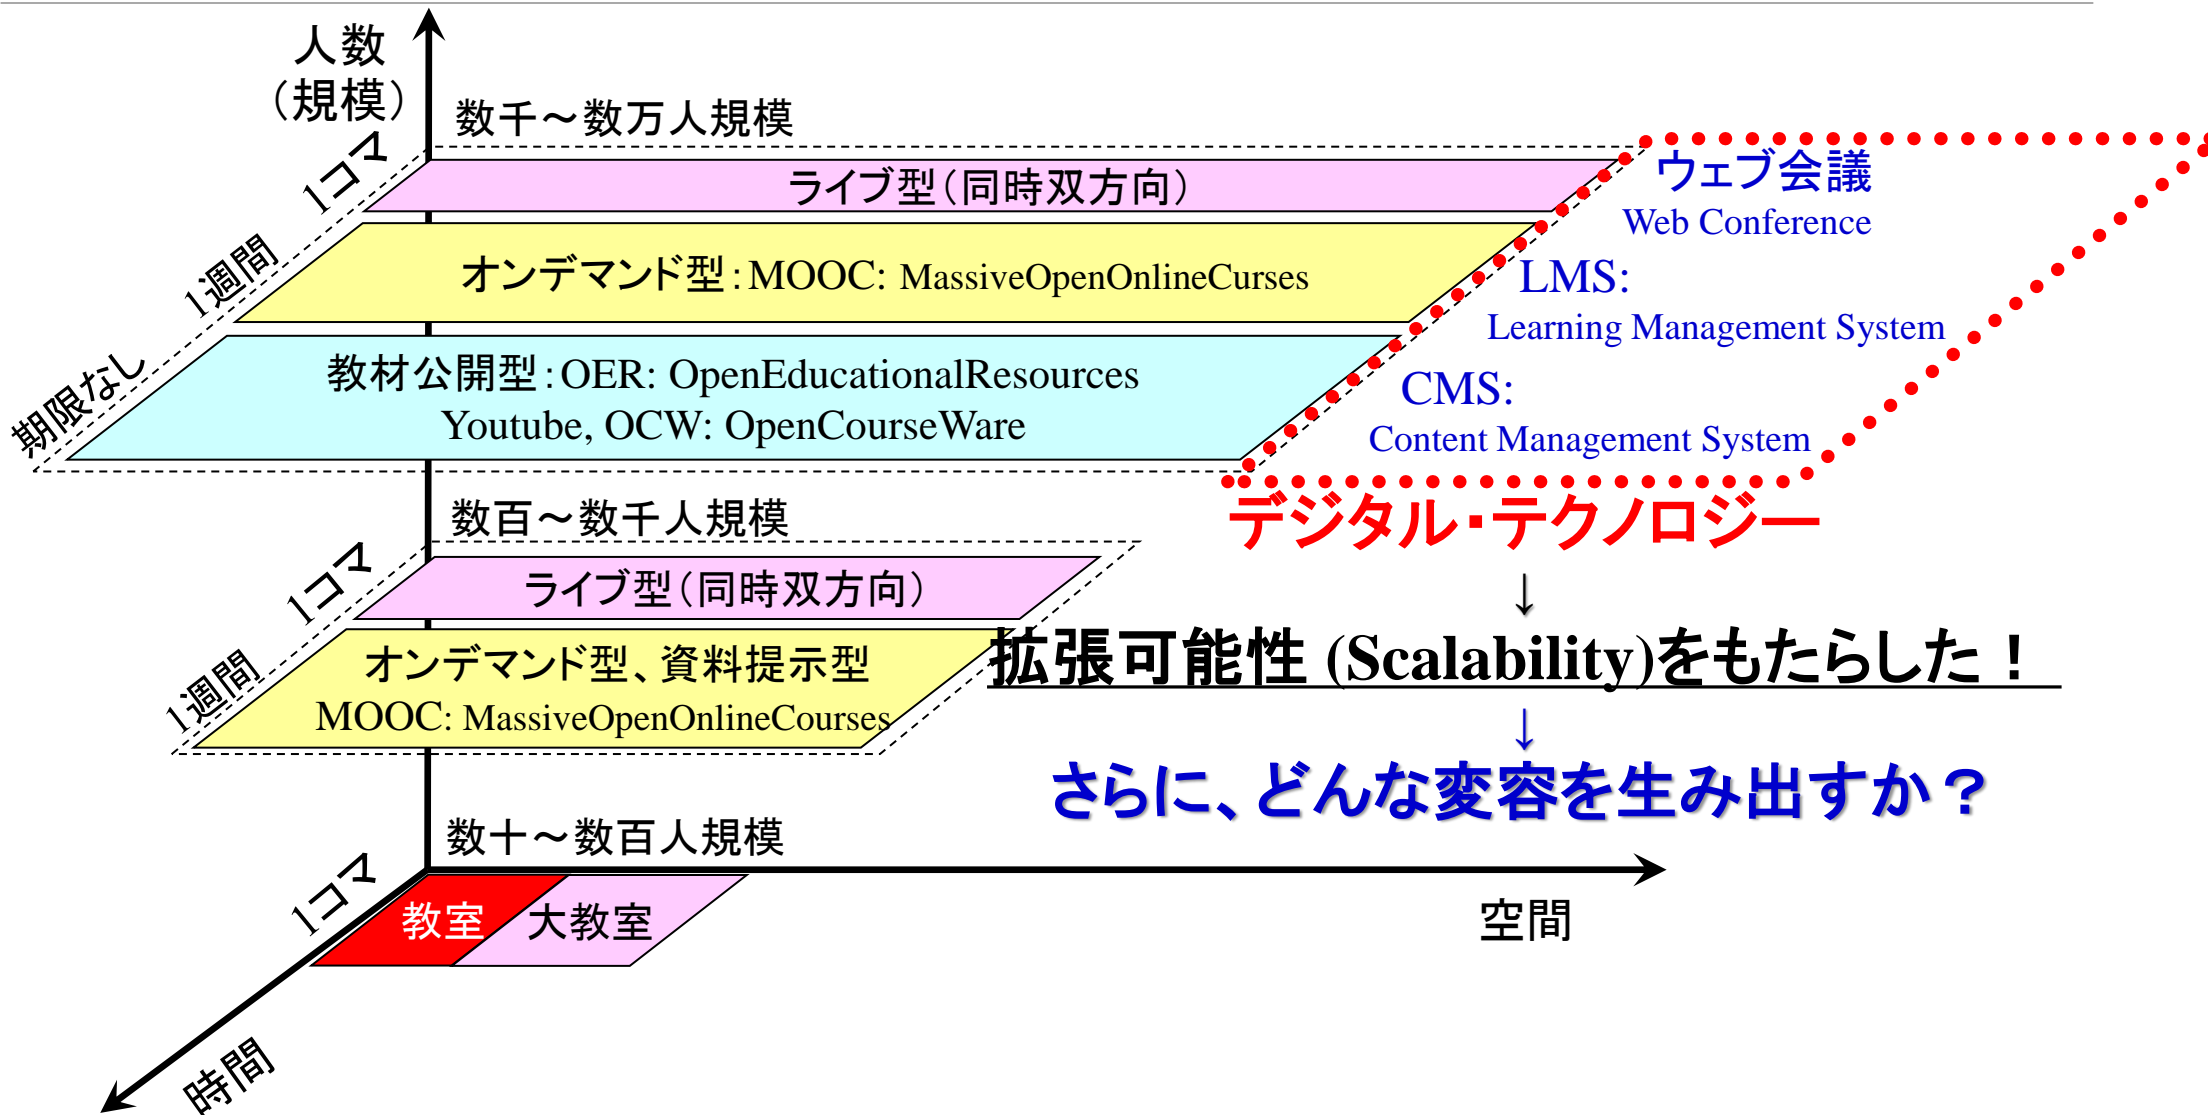 人数
（規模）
数千～数万人規模
1コマ
ライブ型（同時双方向）
ウェブ会議
Web Conference
1週間
オンデマンド型：MOOC: MassiveOpenOnlineCurses
LMS:
Learning Management System
期限なし
教材公開型：OER: OpenEducationalResources
Youtube, OCW: OpenCourseWare
CMS:
Content Management System
デジタル・テクノロジー
↓
拡張可能性 (Scalability)をもたらした！
↓
さらに、どんな変容を生み出すか？
数百～数千人規模
1コマ
ライブ型（同時双方向）
1週間
オンデマンド型、資料提示型
MOOC: MassiveOpenOnlineCourses
数十～数百人規模
1コマ
教室
大教室
空間
時間